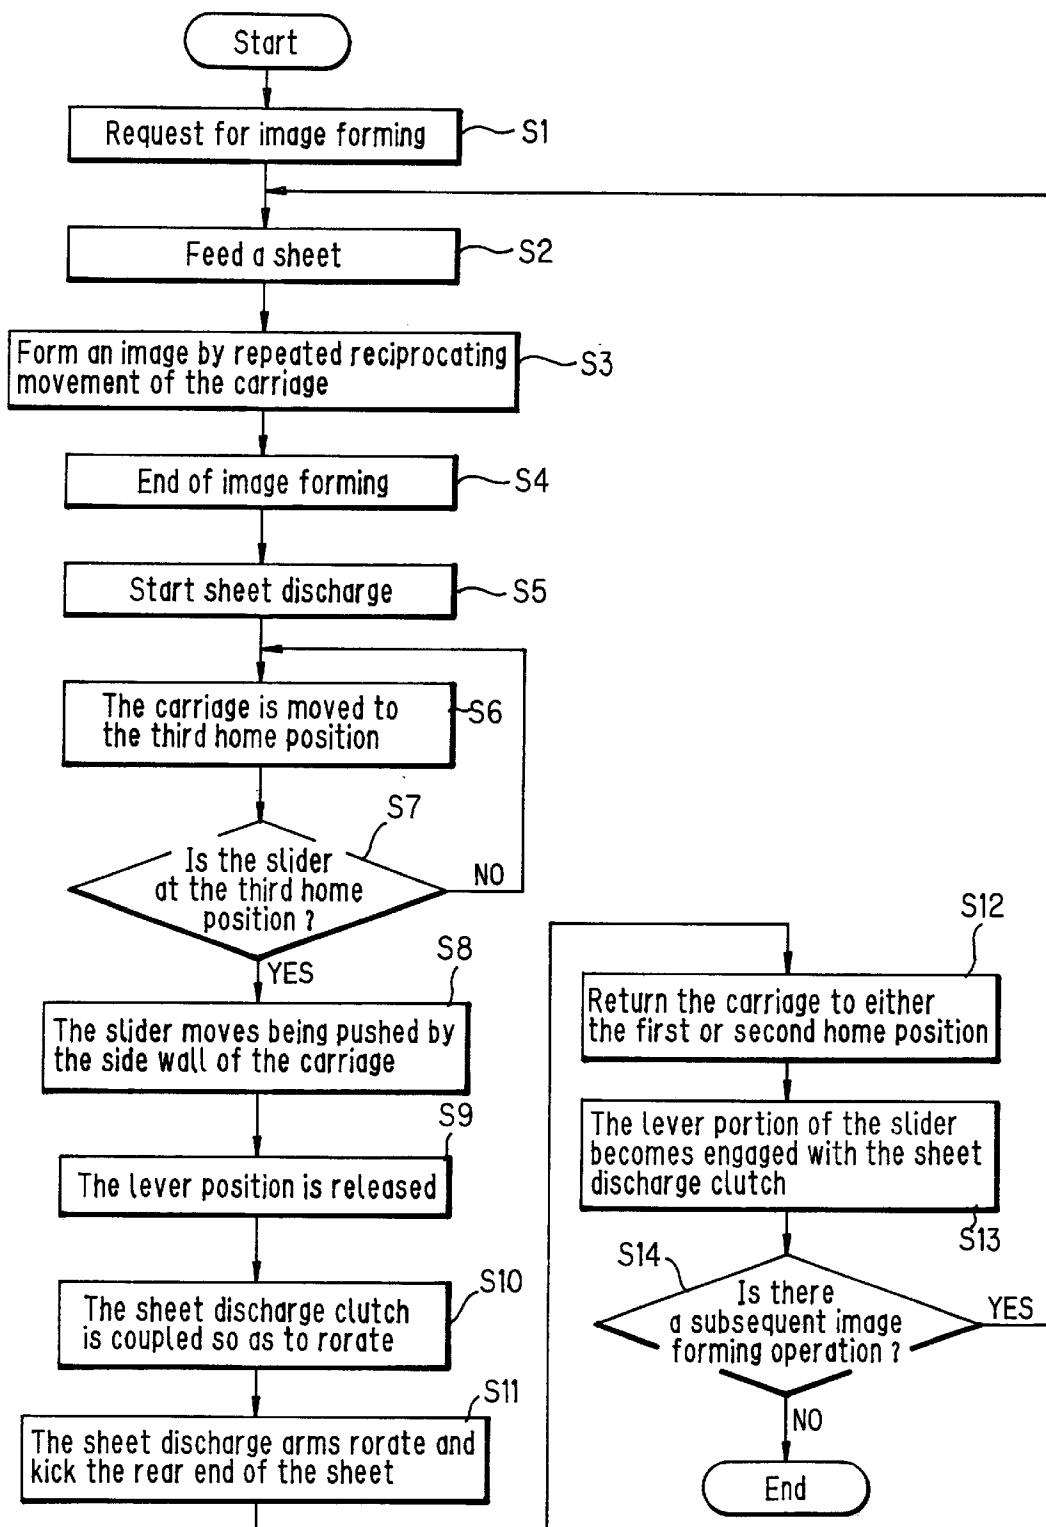 Start
Request for image forming
S1
Feed a sheet
S2
Form an image by repeated reciprocating
movement of the carriage
S3
End of image forming
S4
Start sheet discharge
S5
The carriage is moved to
the third home position
S6
S7
Is the slider
at the third home
position ?
NO
YES
S8
The slider moves being pushed by
the side wall of the carriage
S9
The lever position is released
S10
The sheet discharge clutch
is coupled so as to rorate
S11
The sheet discharge arms rorate and
kick the rear end of the sheet
S12
Return the carriage to either
the first or second home position
The lever portion of the slider
becomes engaged with the sheet
discharge clutch
S13
S14
Is there
a subsequent image
forming operation ?
YES
NO
End